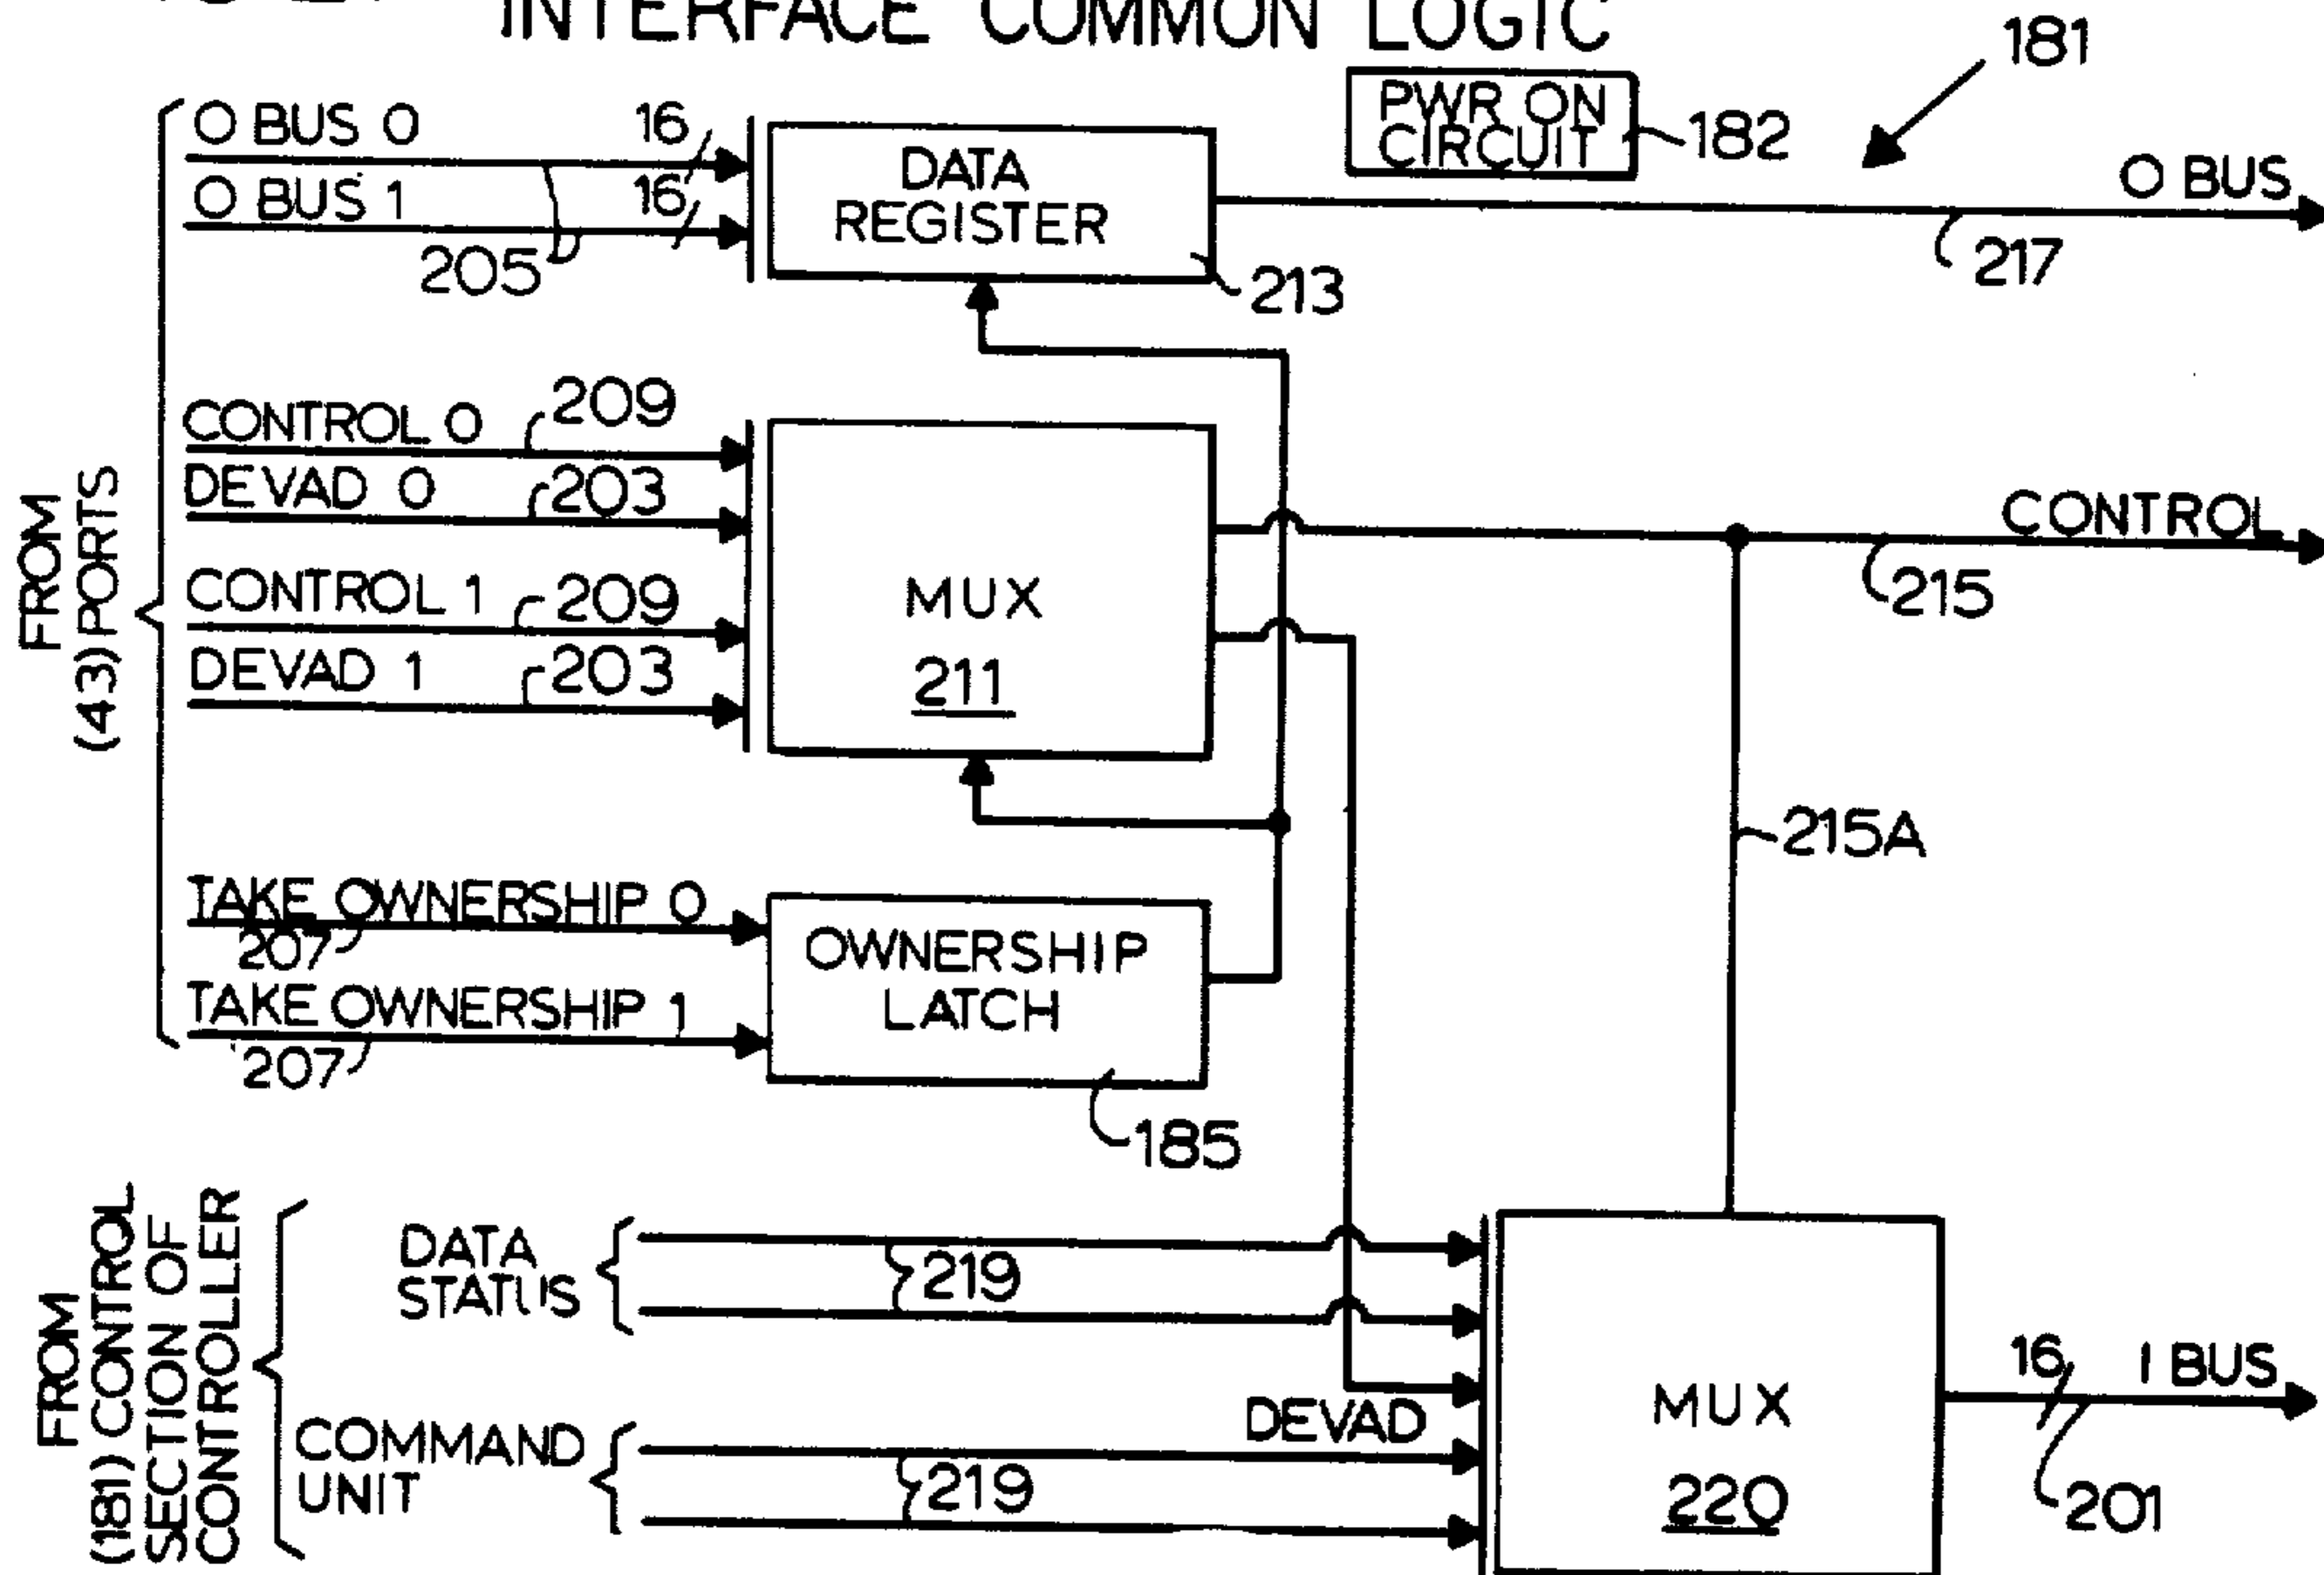 INTERFACE COMMON LOGIC
181
PWR ON
CIRCUIT
182
O BUS 0
16
O BUS 1
16
205
DATA
REGISTER
213
O BUS
217
FROM
(43) PORTS
CONTROL 0
209
DEVAD 0
203
CONTROL 1
209
DEVAD 1
203
MUX
211
CONTROL
215
215A
TAKE OWNERSHIP 0
207
TAKE OWNERSHIP 1
207
OWNERSHIP
LATCH
185
FROM
(181) CONTROL
SECTION OF
CONTROLLER
DATA
STATUS
219
COMMAND
UNIT
219
DEVAD
MUX
220
16
I BUS
201